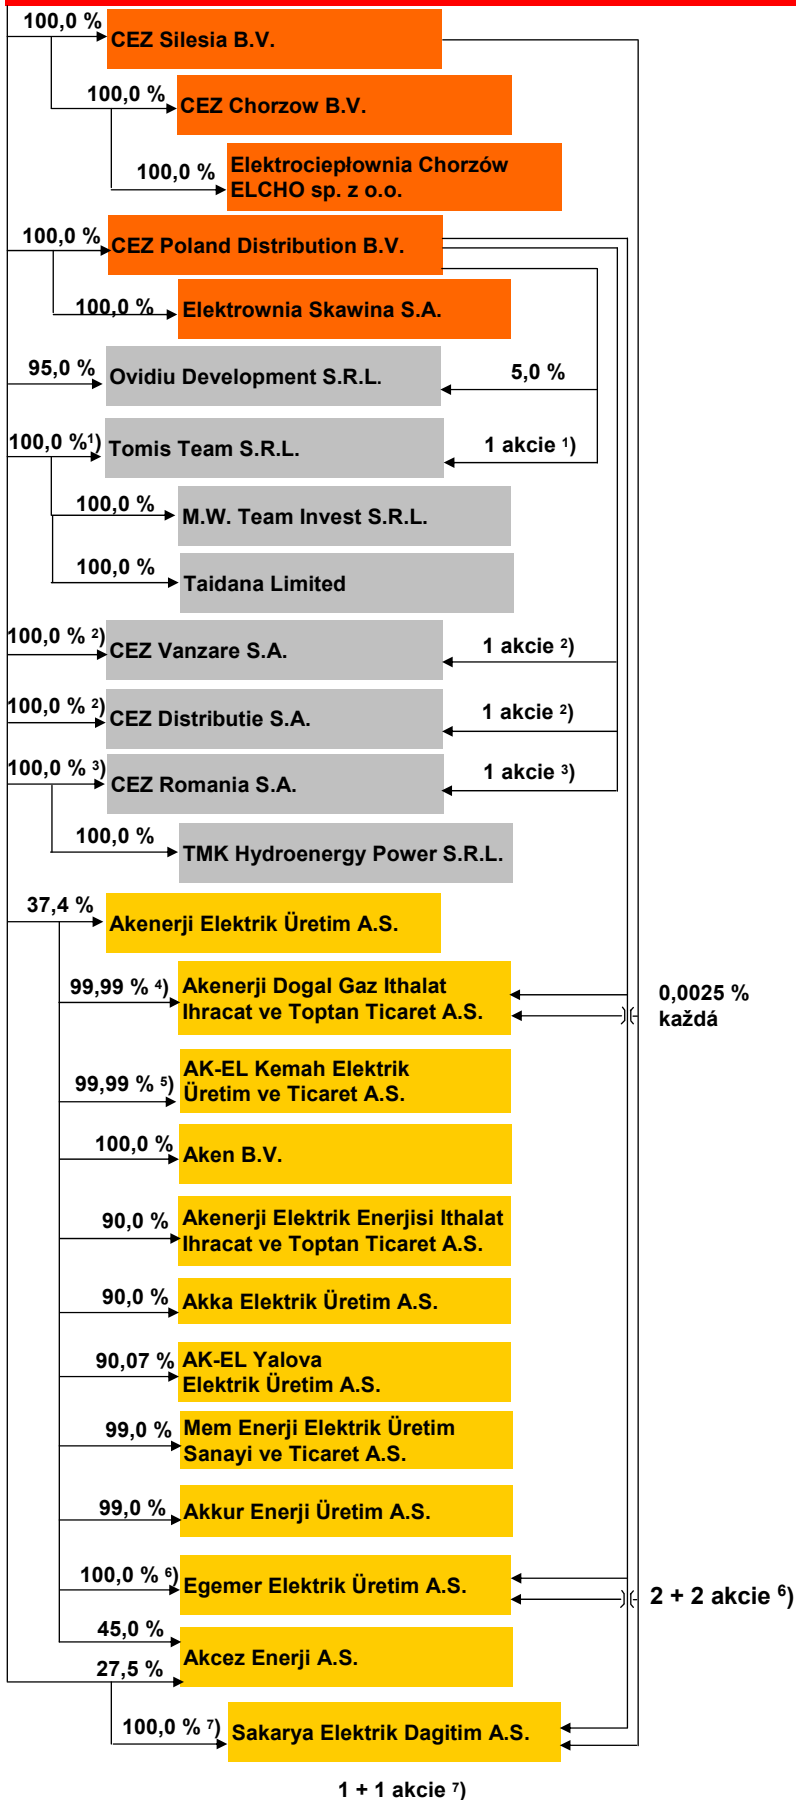 100,0 %
CEZ Silesia B.V.
100,0 %
CEZ Chorzow B.V.
100,0 %
Elektrociepłownia Chorzów
ELCHO sp. z o.o.
100,0 %
CEZ Poland Distribution B.V.
100,0 %
Elektrownia Skawina S.A.
95,0 %
Ovidiu Development S.R.L.
5,0 %
100,0 %¹)
Tomis Team S.R.L.
1 akcie ¹)
100,0 %
M.W. Team Invest S.R.L.
100,0 %
Taidana Limited
100,0 % ²)
CEZ Vanzare S.A.
1 akcie ²)
100,0 % ²)
CEZ Distributie S.A.
1 akcie ²)
100,0 % ³)
CEZ Romania S.A.
1 akcie ³)
100,0 %
TMK Hydroenergy Power S.R.L.
37,4 %
Akenerji Elektrik Üretim A.S.
99,99 % ⁴)
Akenerji Dogal Gaz Ithalat
Ihracat ve Toptan Ticaret A.S.
0,0025 %
každá
99,99 % ⁵)
AK-EL Kemah Elektrik
Üretim ve Ticaret A.S.
100,0 %
Aken B.V.
90,0 %
Akenerji Elektrik Enerjisi Ithalat
Ihracat ve Toptan Ticaret A.S.
90,0 %
Akka Elektrik Üretim A.S.
90,07 %
AK-EL Yalova
Elektrik Üretim A.S.
99,0 %
Mem Enerji Elektrik Üretim
Sanayi ve Ticaret A.S.
99,0 %
Akkur Enerji Üretim A.S.
100,0 % ⁶)
Egemer Elektrik Üretim A.S.
2 + 2 akcie ⁶)
45,0 %
Akcez Enerji A.S.
27,5 %
100,0 % ⁷)
Sakarya Elektrik Dagitim A.S.
1 + 1 akcie ⁷)